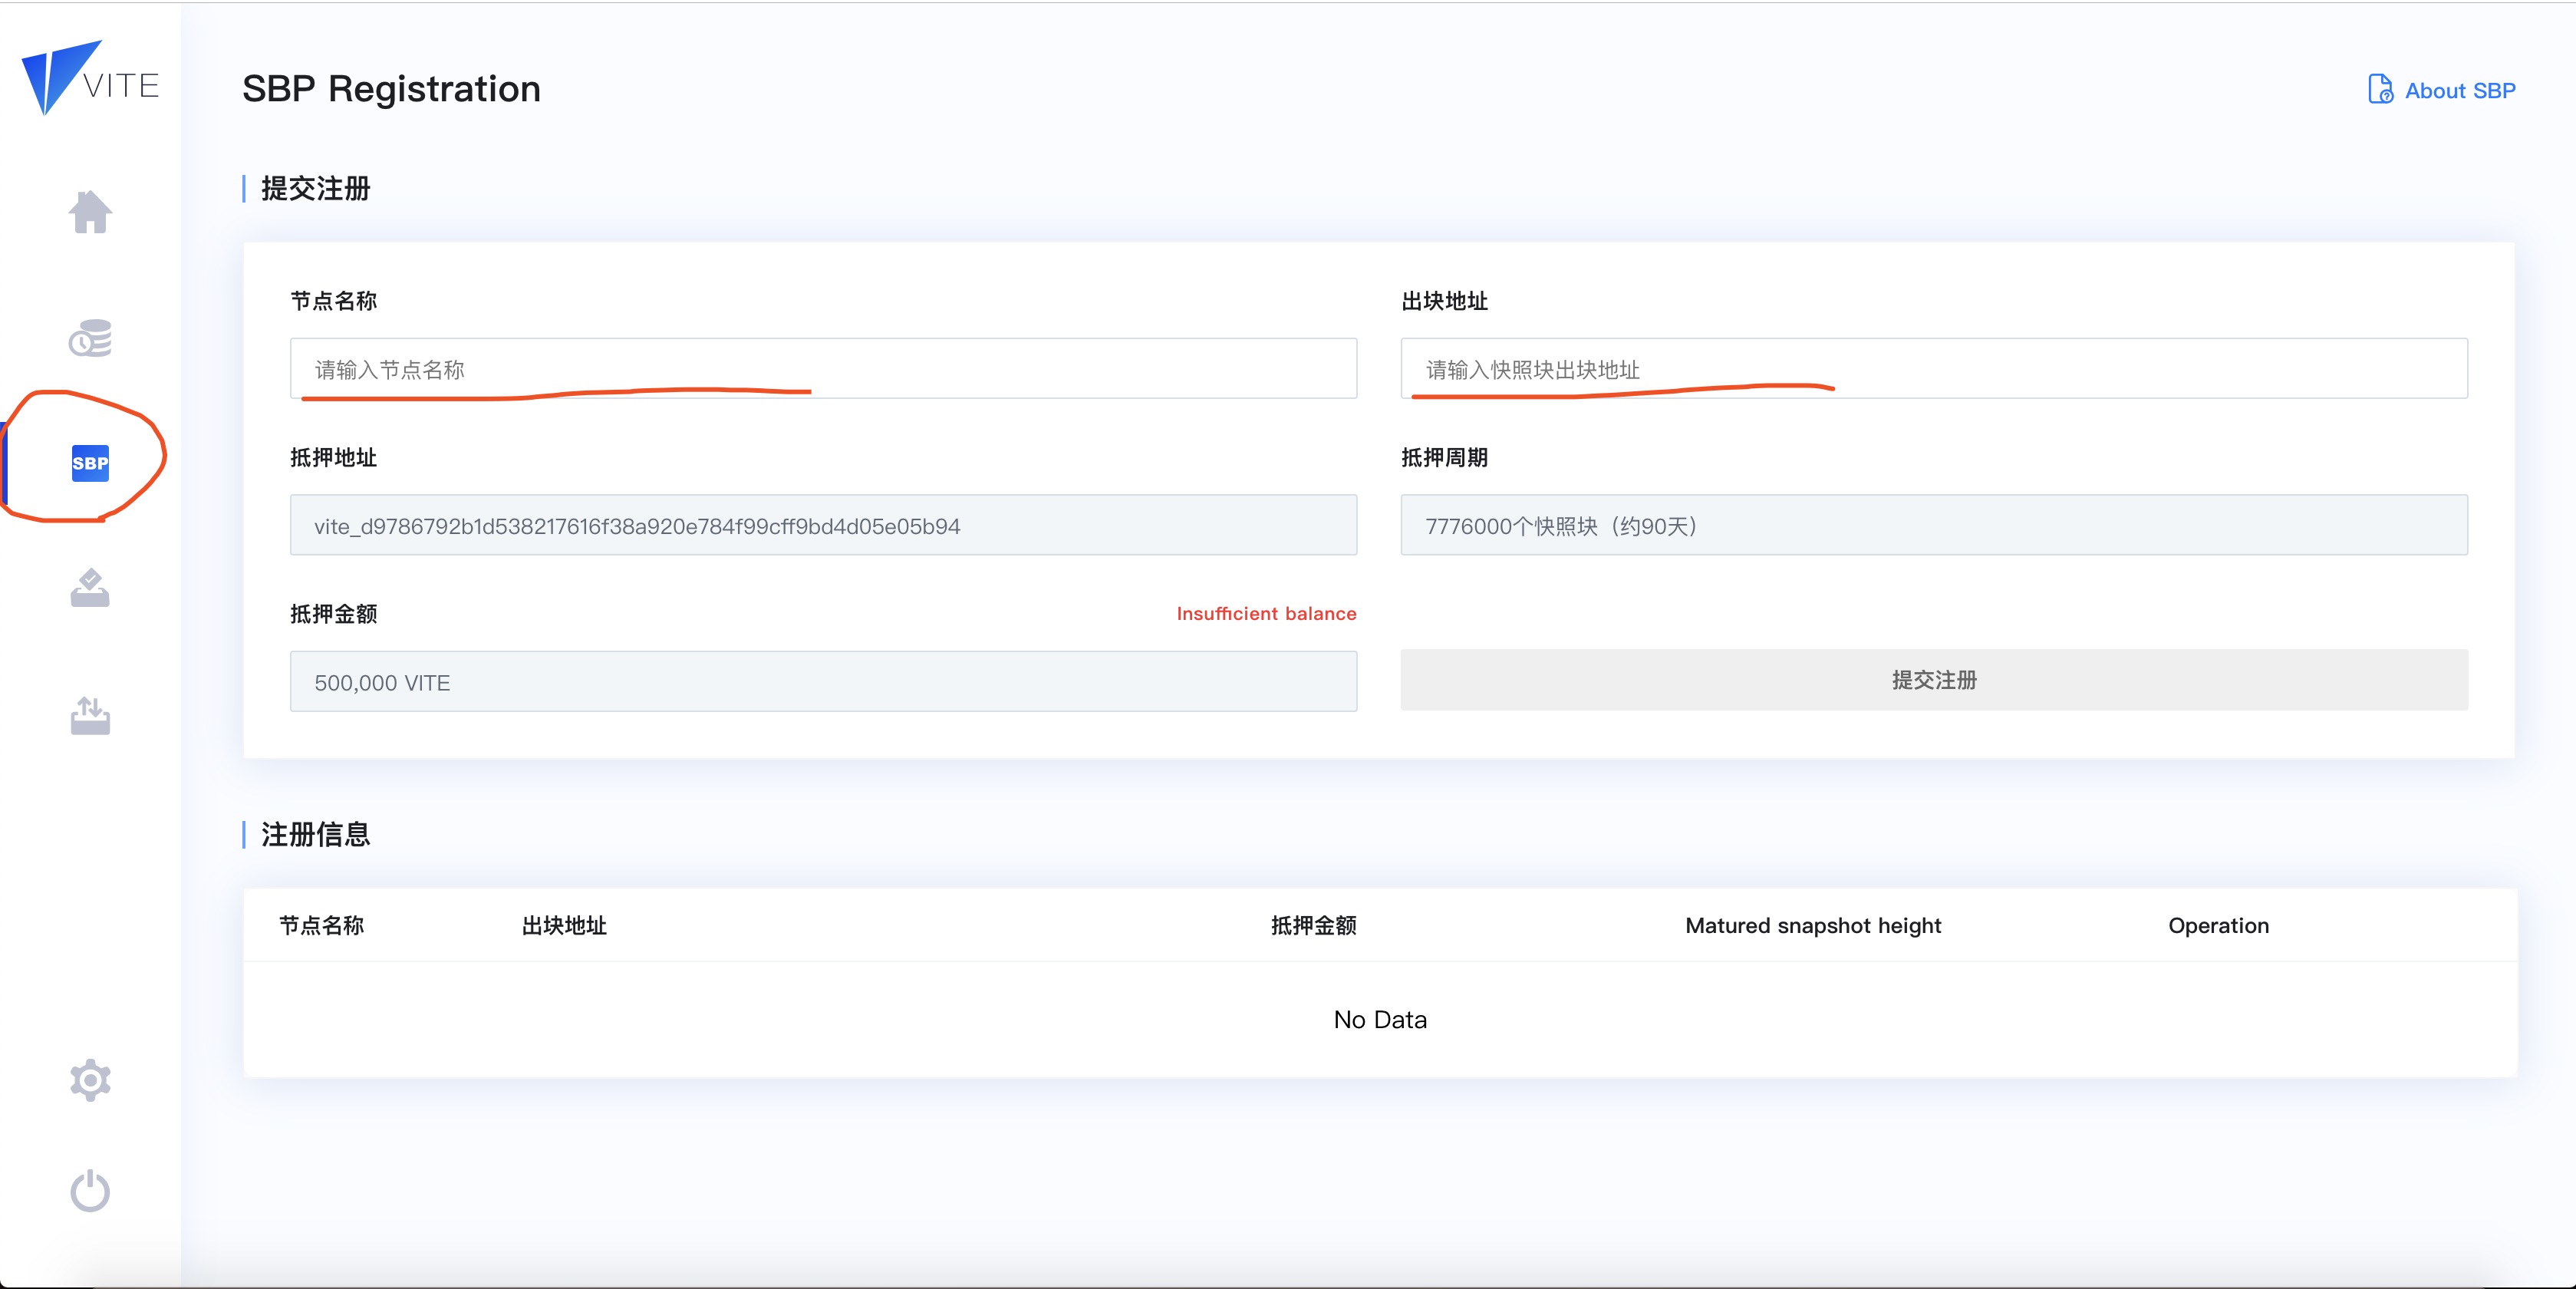 VITE
SBP Registration
About SBP
提交注册
节点名称
出块地址
请输入节点名称
请输入快照块出块地址
SBP
抵押地址
抵押周期
vite_d9786792b1d538217616f38a920e784f99cff9bd4d05e05b94
7776000个快照块（约90天）
抵押金额
Insufficient balance
500,000 VITE
提交注册
注册信息
节点名称
出块地址
抵押金额
Matured snapshot height
Operation
No Data